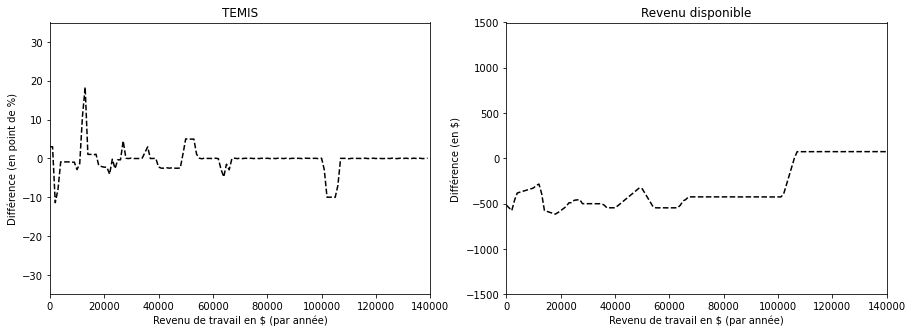 TEMIS
Différence (en point de %)
30
20
10
0
−10
−20
−30
0 20000 40000 60000 80000 100000 120000 140000
Revenu de travail en $ (par année)
Revenu disponible
Différence (en $)
1500
1000
500
0
−500
−1000
−1500
0 20000 40000 60000 80000 100000 120000 140000
Revenu de travail en $ (par année)